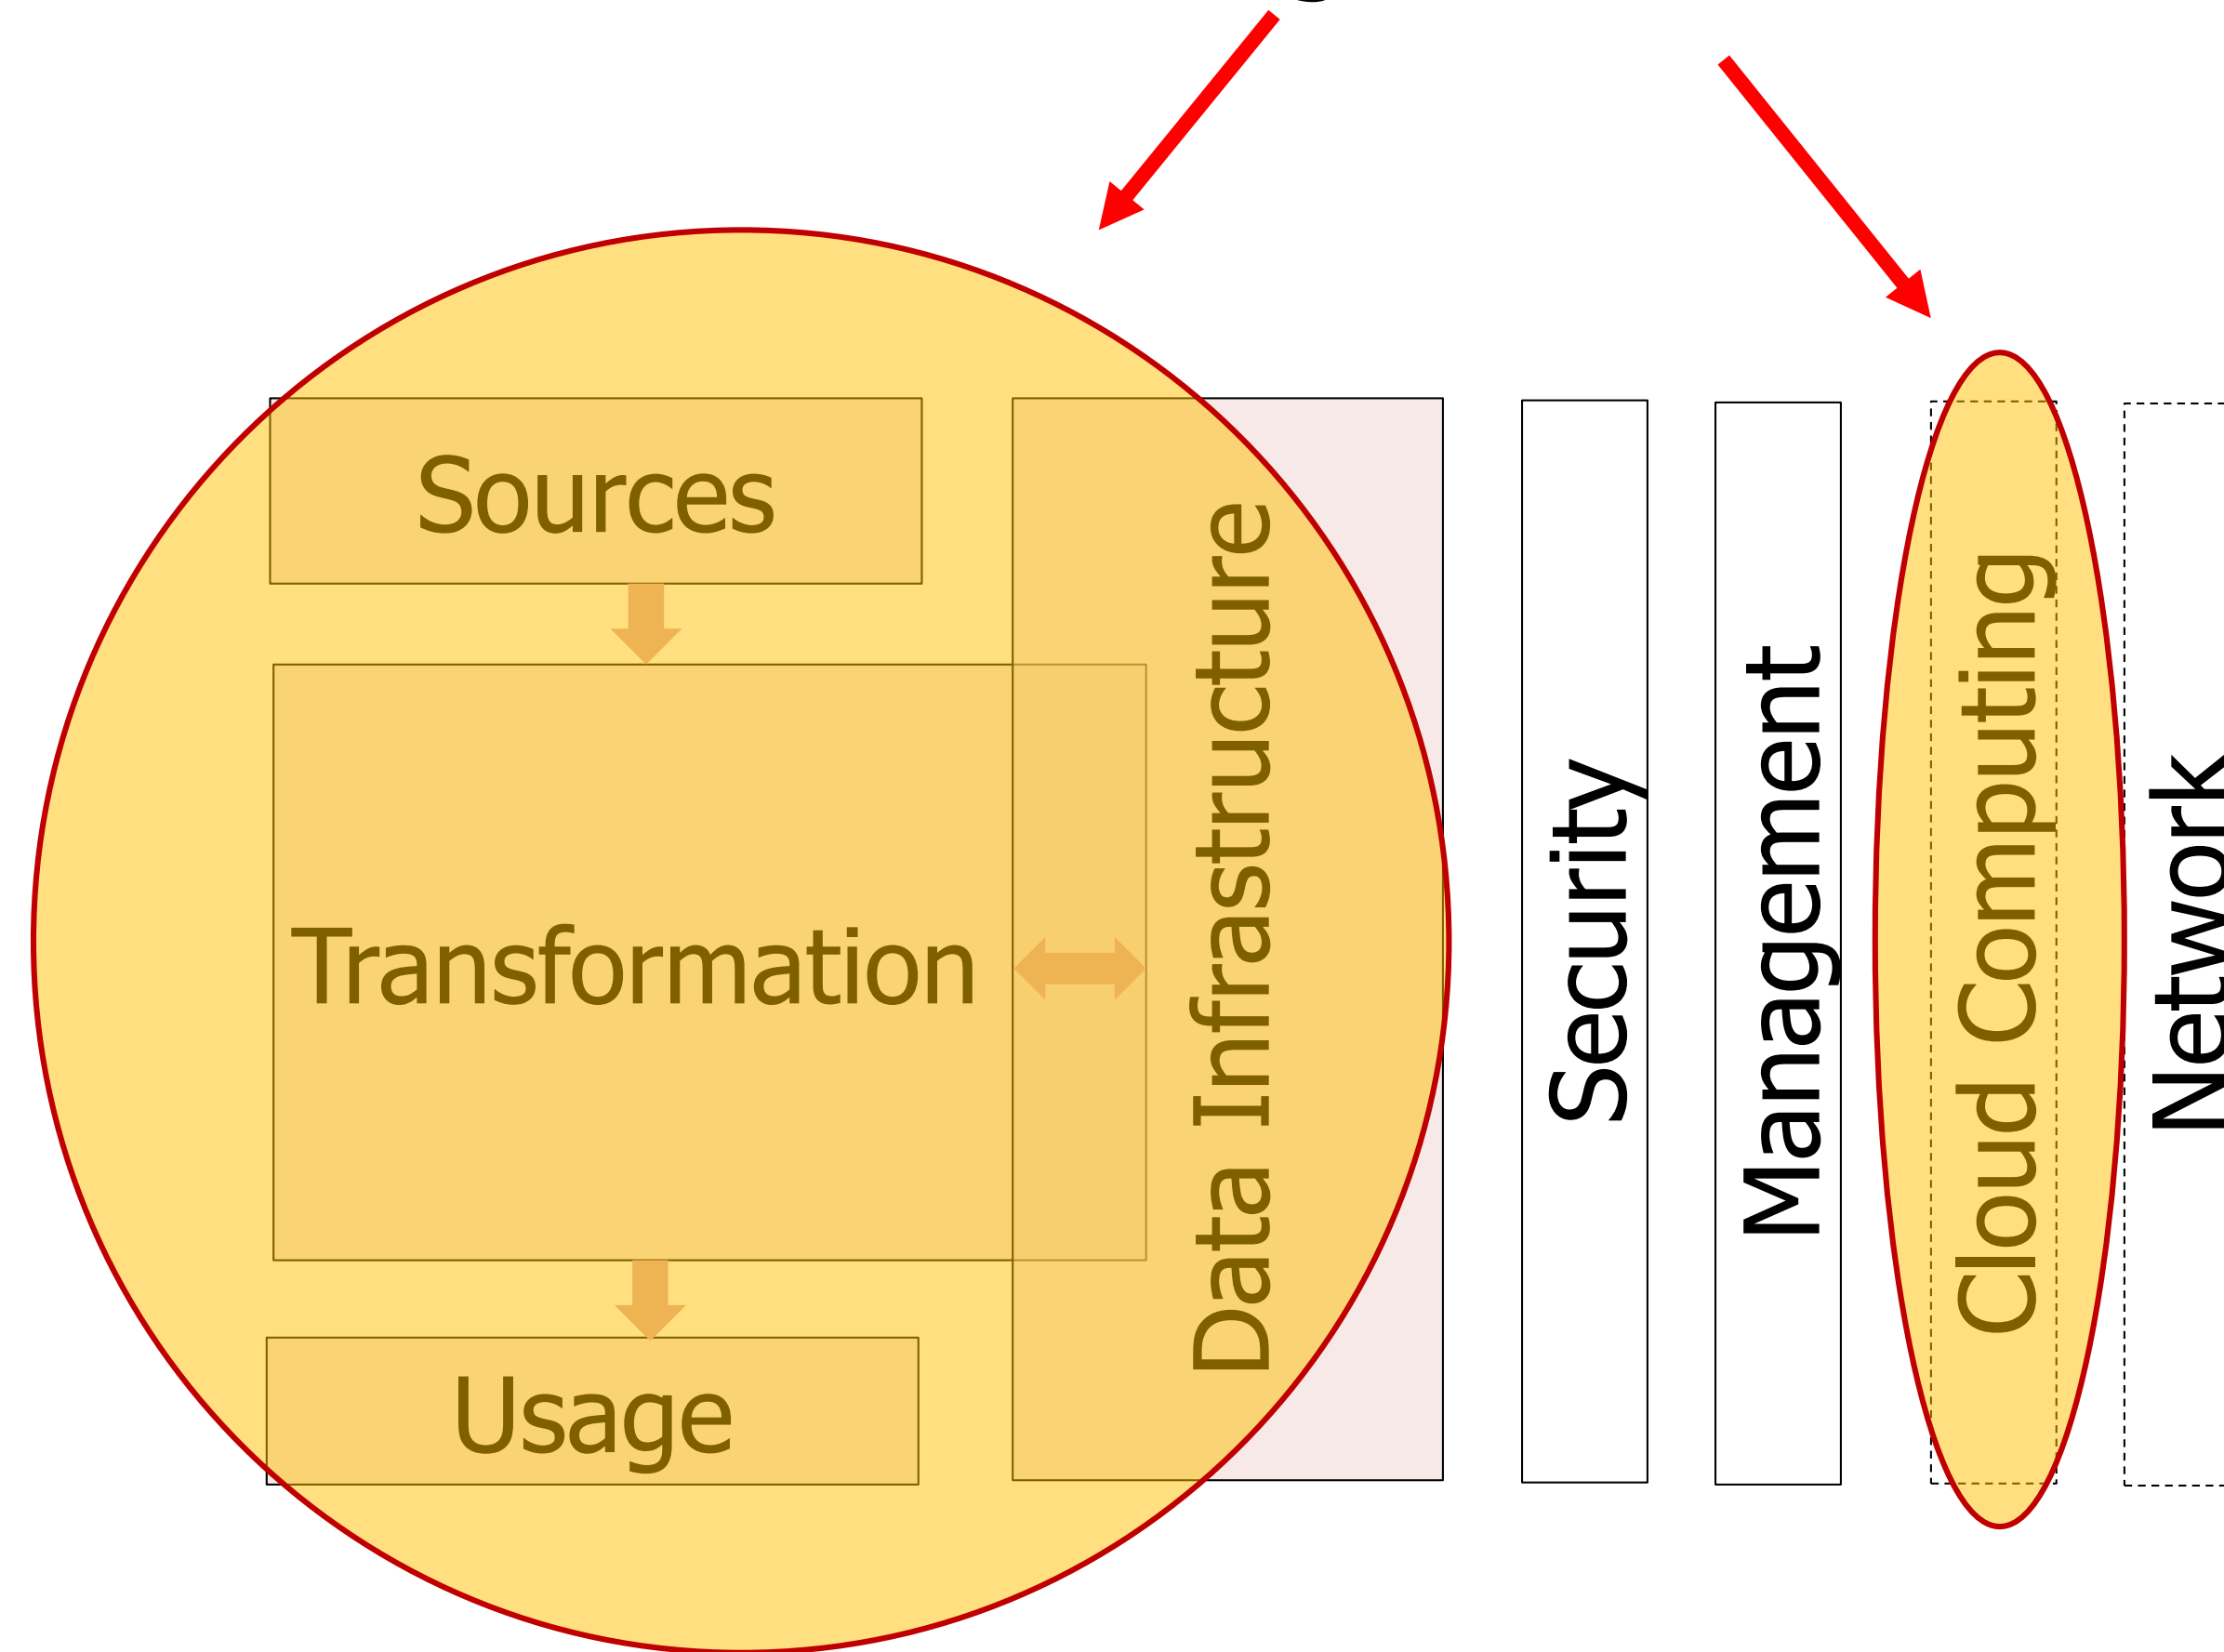 Sources
Transformation
Usage
Data Infrastructure
Security
Management
Cloud Computing
Network